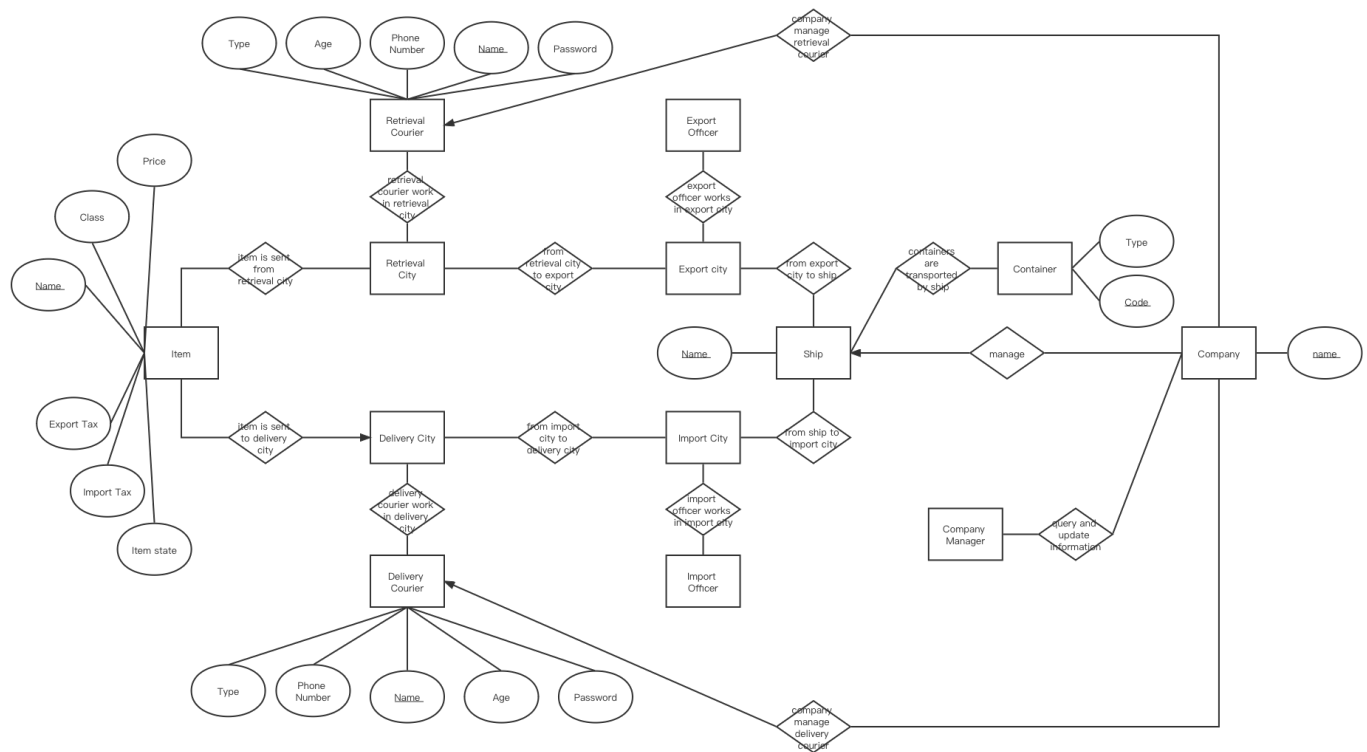 company
manage
retrieval
courier
Type
Age
Phone
Number
Name
Password
Retrieval
Courier
Export
Officer
Price
retrieval
courier work
in retrieval
city
export
officer works
in export city
Class
item is sent
from
retrieval city
Retrieval
City
from
retrieval city
to export
city
Export city
from export
city to ship
containers
are
transported
by ship
Container
Type
Code
Name
Item
Name
Ship
manage
Company
name
Export Tax
item is sent
to delivery
city
Delivery City
from import
city to
delivery city
Import City
from ship to
import city
Import Tax
delivery
courier work
in delivery
city
import
officer works
in import city
Company
Manager
query and
update
information
Item state
Delivery
Courier
Import
Officer
Type
Phone
Number
Name
Age
Password
company
manage
delivery
courier